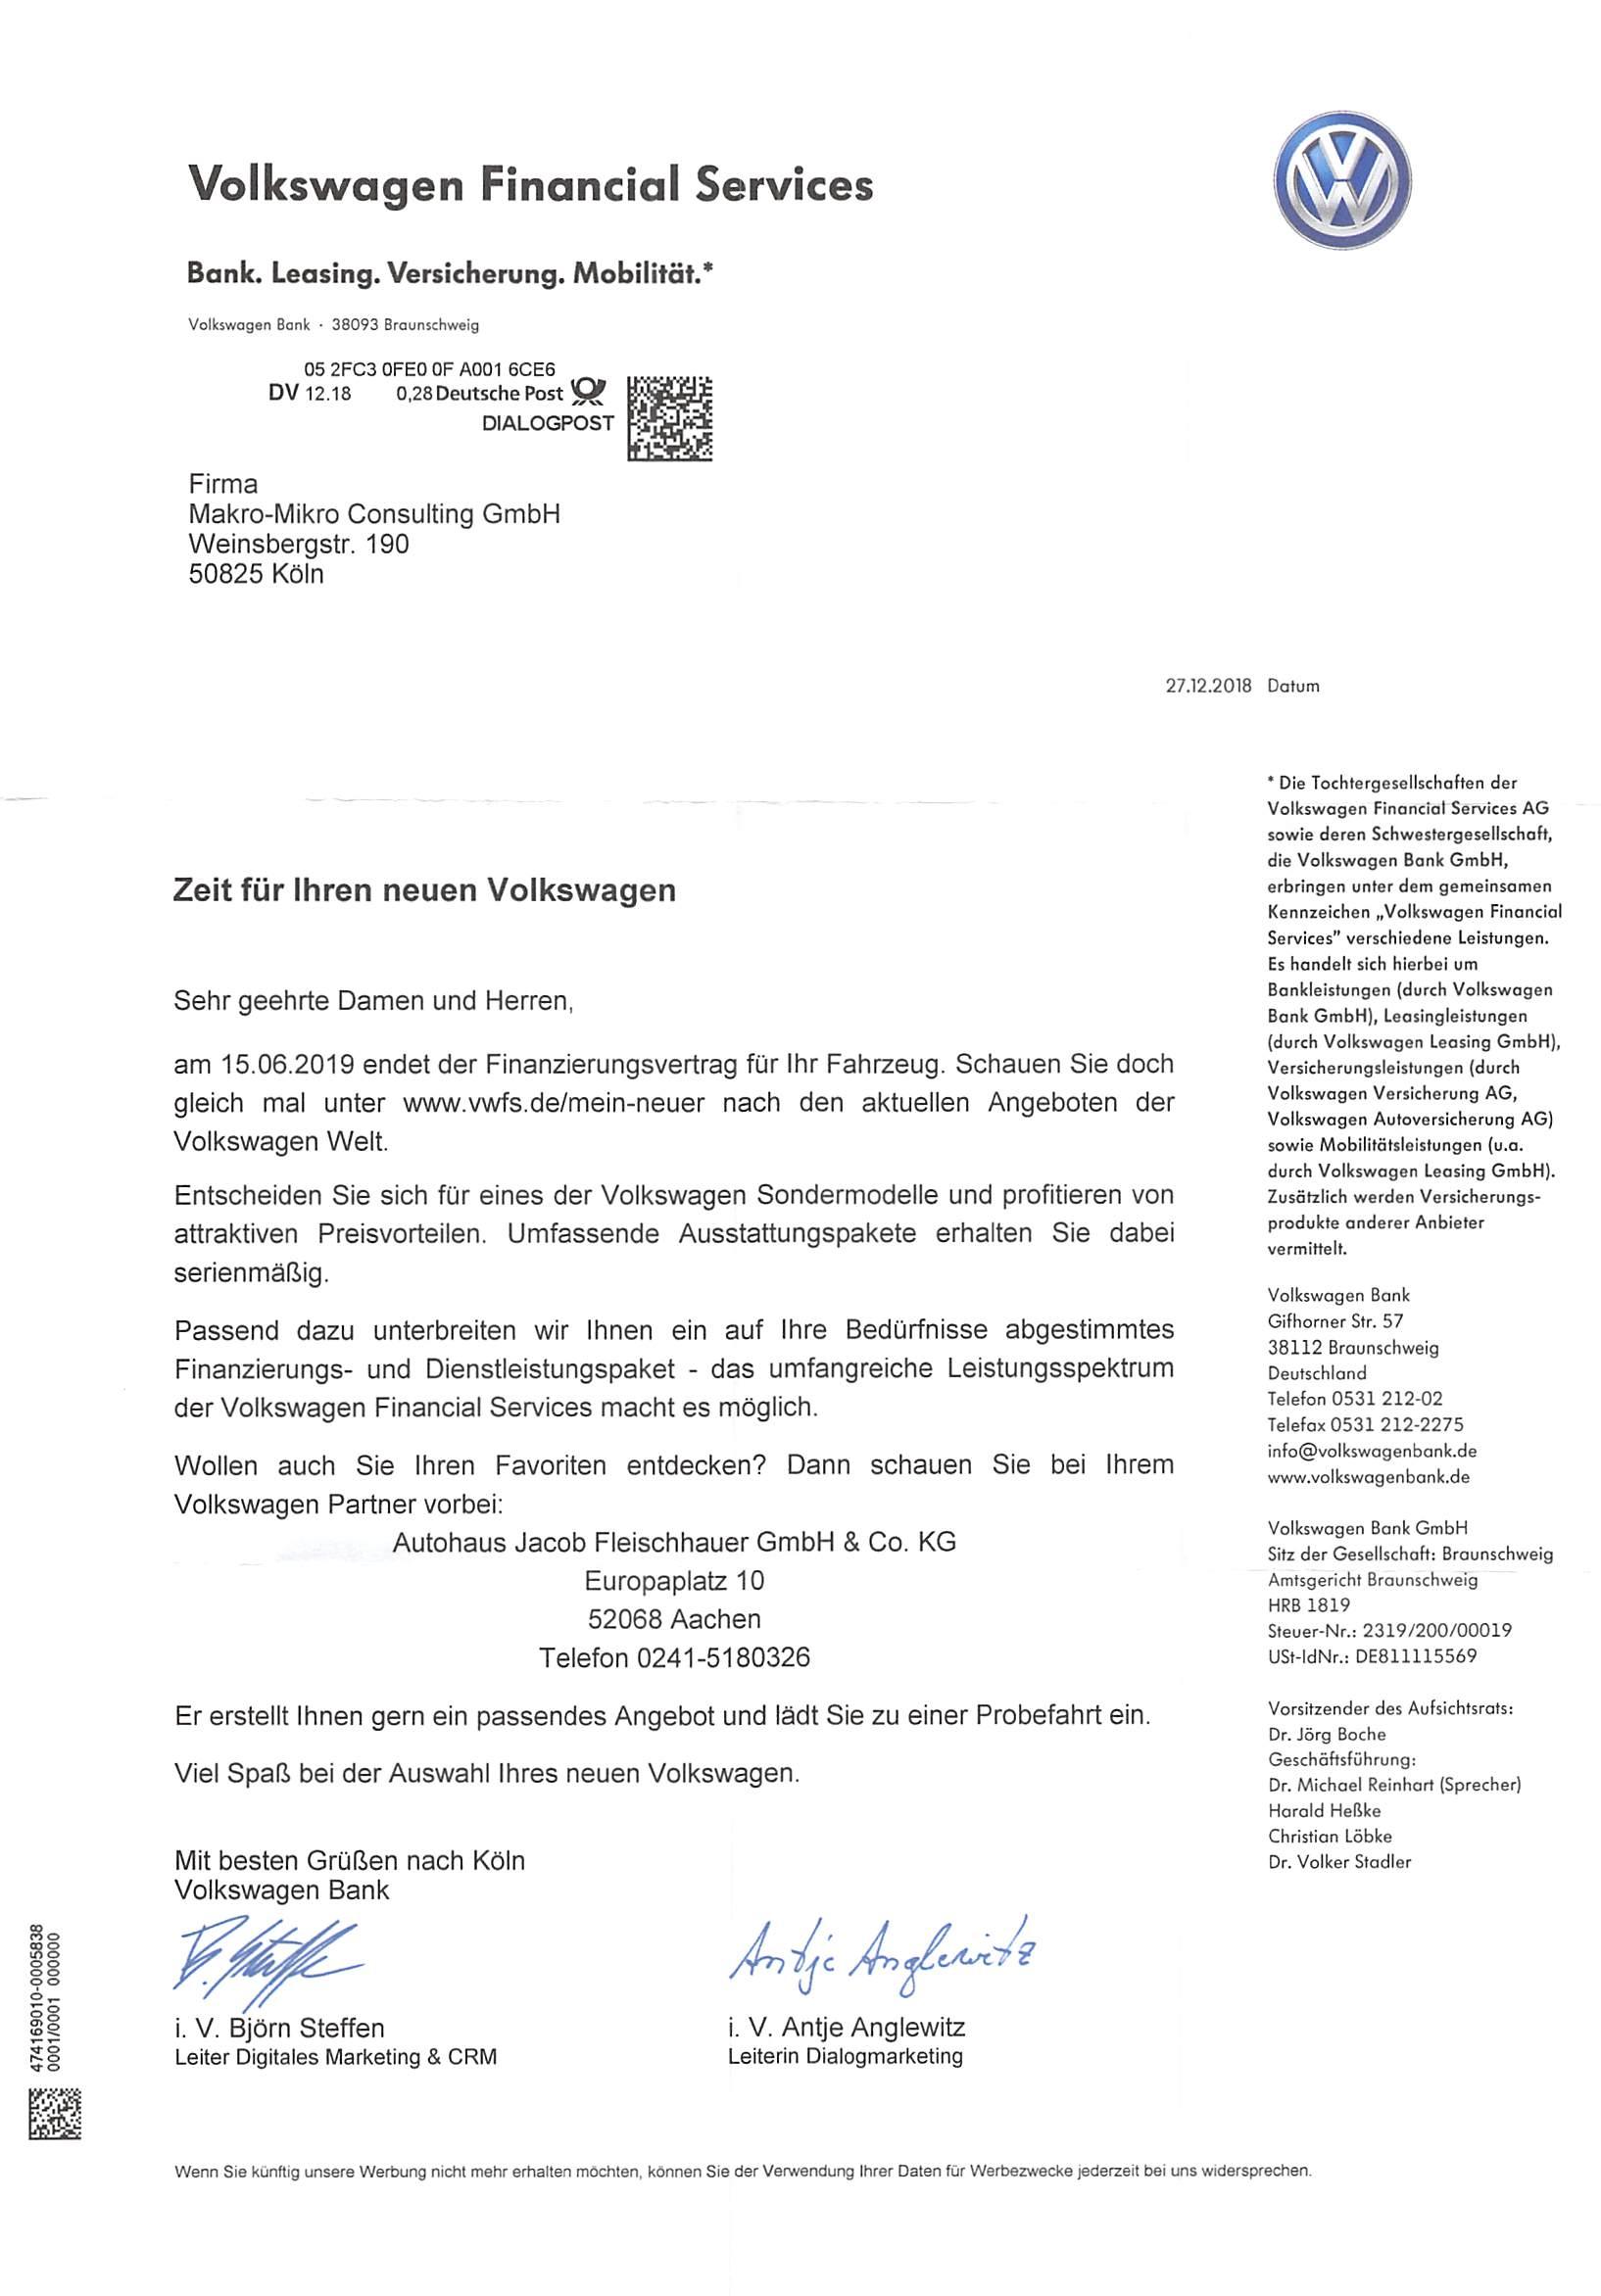 Volkswagen Financial Services
Bank. Leasing. Versicherung. Mobilität.*
Volkswagen Bank · 38093 Braunschweig
05 2FC3 0FE0 0F A001 6CE6
DV 12.18 0,28 Deutsche Post
DIALOGPOST
Firma
Makro-Mikro Consulting GmbH
Weinsbergstr. 190
50825 Köln
27.12.2018 Datum
Zeit für Ihren neuen Volkswagen
Sehr geehrte Damen und Herren,
am 15.06.2019 endet der Finanzierungsvertrag für Ihr Fahrzeug. Schauen Sie doch
gleich mal unter www.vwfs.de/mein-neuer nach den aktuellen Angeboten der
Volkswagen Welt.
Entscheiden Sie sich für eines der Volkswagen Sondermodelle und profitieren von
attraktiven Preisvorteilen. Umfassende Ausstattungspakete erhalten Sie dabei
serienmäßig.
Passend dazu unterbreiten wir Ihnen ein auf Ihre Bedürfnisse abgestimmtes
Finanzierungs- und Dienstleistungspaket - das umfangreiche Leistungsspektrum
der Volkswagen Financial Services macht es möglich.
Wollen auch Sie Ihren Favoriten entdecken? Dann schauen Sie bei Ihrem
Volkswagen Partner vorbei:
Autohaus Jacob Fleischhauer GmbH & Co. KG
Europaplatz 10
52068 Aachen
Telefon 0241-5180326
Er erstellt Ihnen gern ein passendes Angebot und lädt Sie zu einer Probefahrt ein.
Viel Spaß bei der Auswahl Ihres neuen Volkswagen.
Mit besten Grüßen nach Köln
Volkswagen Bank
B. Steffen
Antje Anglewitz
i. V. Björn Steffen
Leiter Digitales Marketing & CRM
i. V. Antje Anglewitz
Leiterin Dialogmarketing
* Die Tochtergesellschaften der
Volkswagen Financial Services AG
sowie deren Schwestergesellschaft,
die Volkswagen Bank GmbH,
erbringen unter dem gemeinsamen
Kennzeichen „Volkswagen Financial
Services” verschiedene Leistungen.
Es handelt sich hierbei um
Bankleistungen (durch Volkswagen
Bank GmbH), Leasingleistungen
(durch Volkswagen Leasing GmbH),
Versicherungsleistungen (durch
Volkswagen Versicherung AG,
Volkswagen Autoversicherung AG)
sowie Mobilitätsleistungen (u.a.
durch Volkswagen Leasing GmbH).
Zusätzlich werden Versicherungs-
produkte anderer Anbieter
vermittelt.
Volkswagen Bank
Gifhorner Str. 57
38112 Braunschweig
Deutschland
Telefon 0531 212-02
Telefax 0531 212-2275
info@volkswagenbank.de
www.volkswagenbank.de
Volkswagen Bank GmbH
Sitz der Gesellschaft: Braunschweig
Amtsgericht Braunschweig
HRB 1819
Steuer-Nr.: 2319/200/00019
USt-IdNr.: DE811115569
Vorsitzender des Aufsichtsrats:
Dr. Jörg Boche
Geschäftsführung:
Dr. Michael Reinhart (Sprecher)
Harald Heßke
Christian Löbke
Dr. Volker Stadler
474169010-0005838
0001/0001 000000
Wenn Sie künftig unsere Werbung nicht mehr erhalten möchten, können Sie der Verwendung Ihrer Daten für Werbezwecke jederzeit bei uns widersprechen.